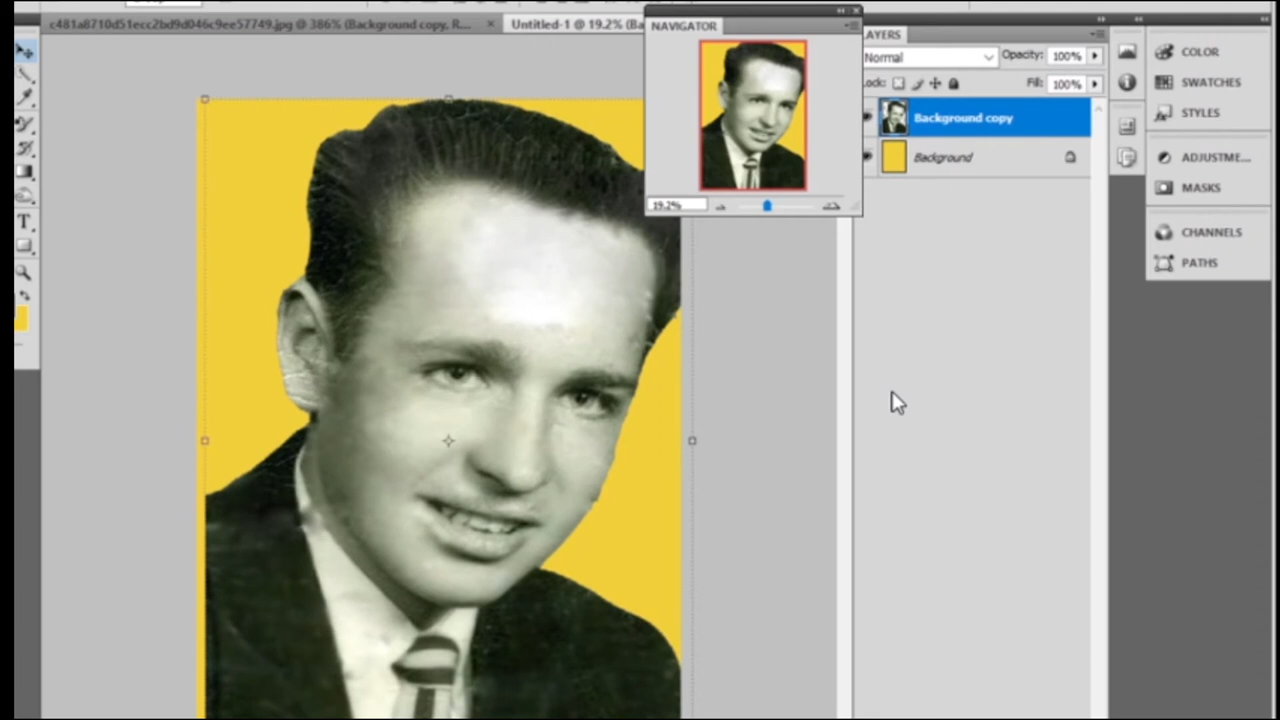 c481a8710d51ecc2bd9d046c9ee57749.jpg @ 386% (Background copy, R...
Untitled-1 @ 19.2% (Ba
NAVIGATOR
19.2%
AYERS
Normal
Opacity: 100%
ock:
Fill: 100%
Background copy
Background
COLOR
SWATCHES
STYLES
ADJUSTME...
MASKS
CHANNELS
PATHS
T